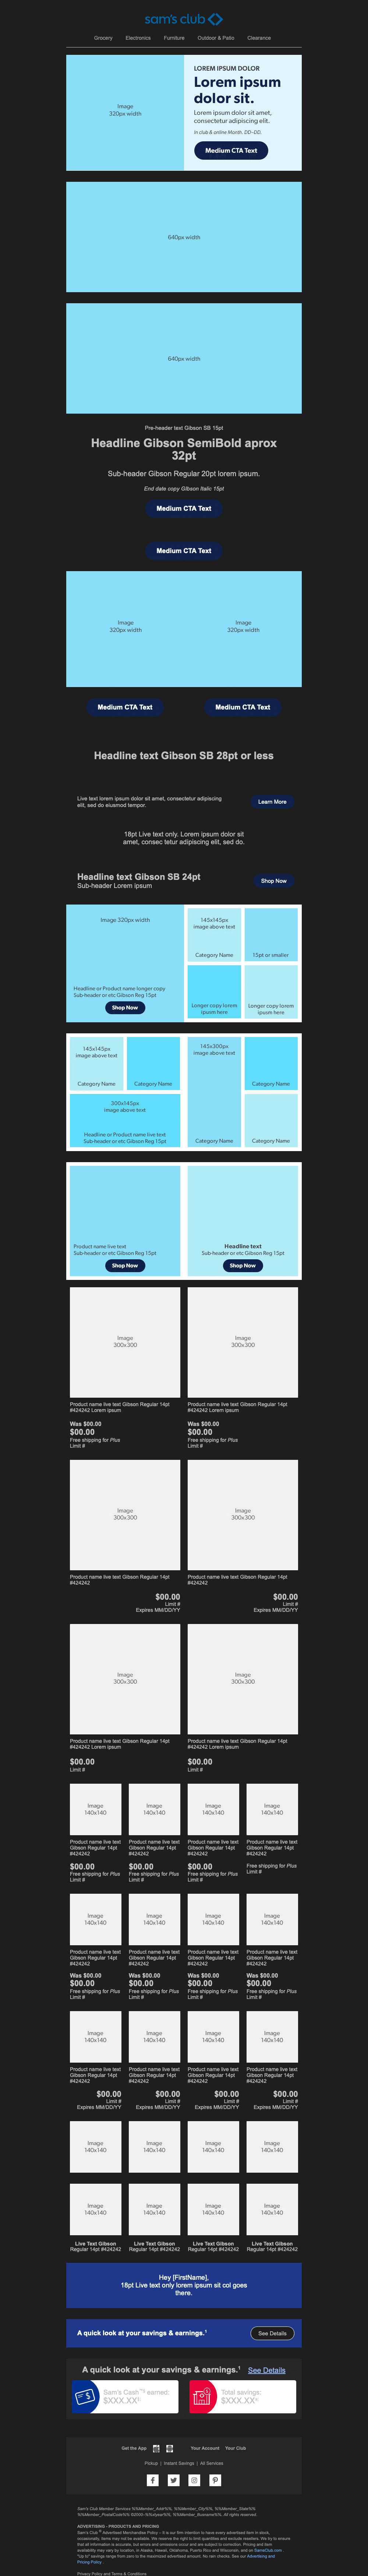 sam's club
Grocery Electronics Furniture Outdoor & Patio Clearance
Image
320px width
LOREM IPSUM DOLOR
Lorem ipsum
dolor sit.
Lorem ipsum dolor sit amet,
consectetur adipiscing elit.
In club & online Month. DD–DD.
Medium CTA Text
640px width
640px width
Pre-header text Gibson SB 15pt
Headline Gibson SemiBold aprox
32pt
Sub-header Gibson Regular 20pt lorem ipsum.
End date copy Gibson Italic 15pt
Medium CTA Text
Medium CTA Text
Image
320px width
Image
320px width
Medium CTA Text
Medium CTA Text
Headline text Gibson SB 28pt or less
Live text lorem ipsum dolor sit amet, consectetur adipiscing
elit, sed do eiusmod tempor.
Learn More
18pt Live text only. Lorem ipsum dolor sit
amet, consec tetur adipiscing elit, sed do.
Headline text Gibson SB 24pt
Sub-header Lorem ipsum
Shop Now
Image 320px width
Headline or Product name longer copy
Sub-header or etc Gibson Reg 15pt
Shop Now
145x145px
image above text
Category Name
15pt or smaller
Longer copy lorem
ipsum here
Longer copy lorem
ipsum here
145x145px
image above text
Category Name
Category Name
300x145px
image above text
Headline or Product name live text
Sub-header or etc Gibson Reg 15pt
145x300px
image above text
Category Name
Category Name
Category Name
Product name live text
Sub-header or etc Gibson Reg 15pt
Shop Now
Headline text
Sub-header or etc Gibson Reg 15pt
Shop Now
Image
300x300
Image
300x300
Product name live text Gibson Regular 14pt
#424242 Lorem Ipsum
Was $00.00
$00.00
Free shipping for Plus
Limit #
Product name live text Gibson Regular 14pt
#424242 Lorem Ipsum
Was $00.00
$00.00
Free shipping for Plus
Limit #
Image
300x300
Image
300x300
Product name live text Gibson Regular 14pt
#424242
$00.00
Limit #
Expires MM/DD/YY
Product name live text Gibson Regular 14pt
#424242
$00.00
Limit #
Expires MM/DD/YY
Image
300x300
Image
300x300
Product name live text Gibson Regular 14pt
#424242 Lorem Ipsum
$00.00
Limit #
Product name live text Gibson Regular 14pt
#424242 Lorem Ipsum
$00.00
Limit #
Image
140x140
Image
140x140
Image
140x140
Image
140x140
Product name live text
Gibson Regular 14pt
#424242
$00.00
Free shipping for Plus
Limit #
Product name live text
Gibson Regular 14pt
#424242
$00.00
Free shipping for Plus
Limit #
Product name live text
Gibson Regular 14pt
#424242
$00.00
Free shipping for Plus
Limit #
Product name live text
Gibson Regular 14pt
#424242
Free shipping for Plus
Limit #
Image
140x140
Image
140x140
Image
140x140
Image
140x140
Product name live text
Gibson Regular 14pt
#424242
Was $00.00
$00.00
Free shipping for Plus
Limit #
Product name live text
Gibson Regular 14pt
#424242
Was $00.00
$00.00
Free shipping for Plus
Limit #
Product name live text
Gibson Regular 14pt
#424242
Was $00.00
$00.00
Free shipping for Plus
Limit #
Product name live text
Gibson Regular 14pt
#424242
Was $00.00
$00.00
Free shipping for Plus
Limit #
Image
140x140
Image
140x140
Image
140x140
Image
140x140
Product name live text
Gibson Regular 14pt
#424242
$00.00
Limit #
Expires MM/DD/YY
Product name live text
Gibson Regular 14pt
#424242
$00.00
Limit #
Expires MM/DD/YY
Product name live text
Gibson Regular 14pt
#424242
$00.00
Limit #
Expires MM/DD/YY
Product name live text
Gibson Regular 14pt
#424242
$00.00
Limit #
Expires MM/DD/YY
Image
140x140
Image
140x140
Image
140x140
Image
140x140
Image
140x140
Image
140x140
Image
140x140
Image
140x140
Live Text Gibson
Regular 14pt #424242
Live Text Gibson
Regular 14pt #424242
Live Text Gibson
Regular 14pt #424242
Live Text Gibson
Regular 14pt #424242
Hey [FirstName],
18pt Live text only lorem ipsum sit col goes
there.
A quick look at your savings & earnings.¹
See Details
A quick look at your savings & earnings.¹ See Details
Sam's Cash™ earned:
$XXX.XX
Total savings:
$XXX.XX
Get the App Your Account Your Club
Pickup | Instant Savings | All Services
ADVERTISING - PRODUCTS AND PRICING
Pricing Policy
Privacy Policy and Terms & Conditions